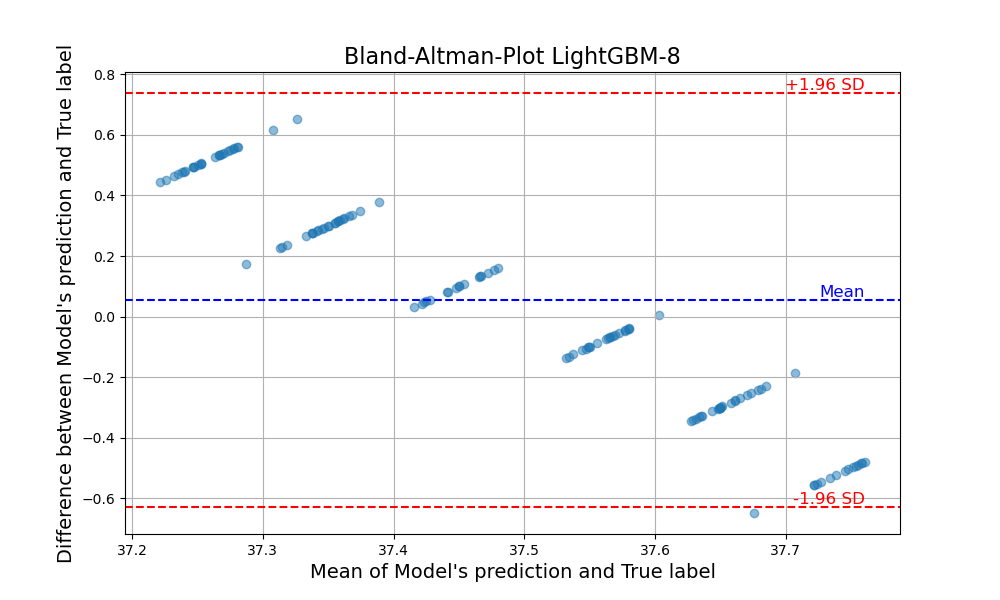 Bland-Altman-Plot LightGBM-8
Difference between Model's prediction and True label
0.8
0.6
0.4
0.2
0.0
−0.2
−0.4
−0.6
+1.96 SD
Mean
-1.96 SD
37.2 37.3 37.4 37.5 37.6 37.7
Mean of Model's prediction and True label